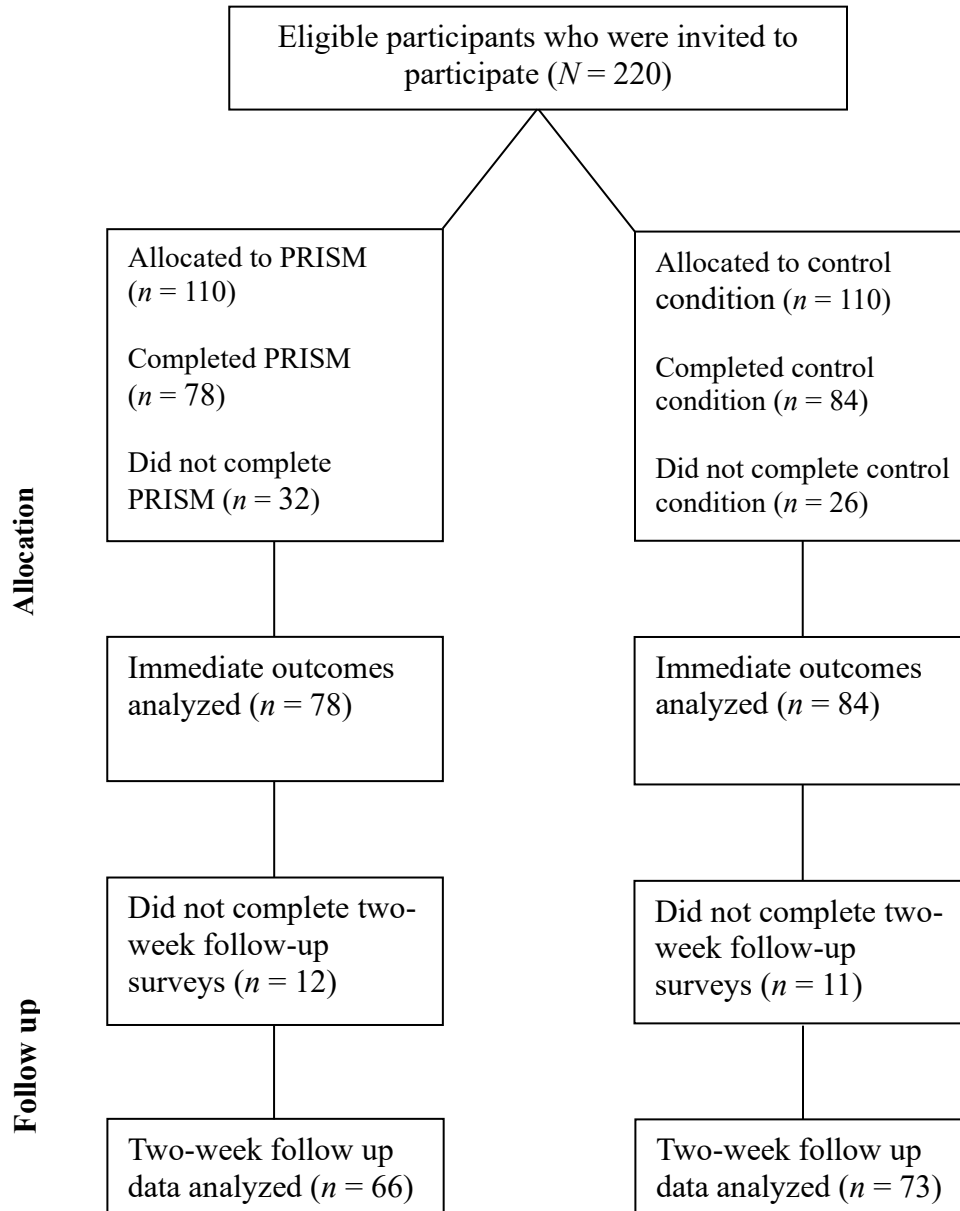 Eligible participants who were invited to
participate (N = 220)
Allocated to PRISM
(n = 110)
Completed PRISM
(n = 78)
Did not complete
PRISM (n = 32)
Allocated to control
condition (n = 110)
Completed control
condition (n = 84)
Did not complete control
condition (n = 26)
Allocation
Immediate outcomes
analyzed (n = 78)
Immediate outcomes
analyzed (n = 84)
Did not complete two-
week follow-up
surveys (n = 12)
Did not complete two-
week follow-up
surveys (n = 11)
Follow up
Two-week follow up
data analyzed (n = 66)
Two-week follow up
data analyzed (n = 73)